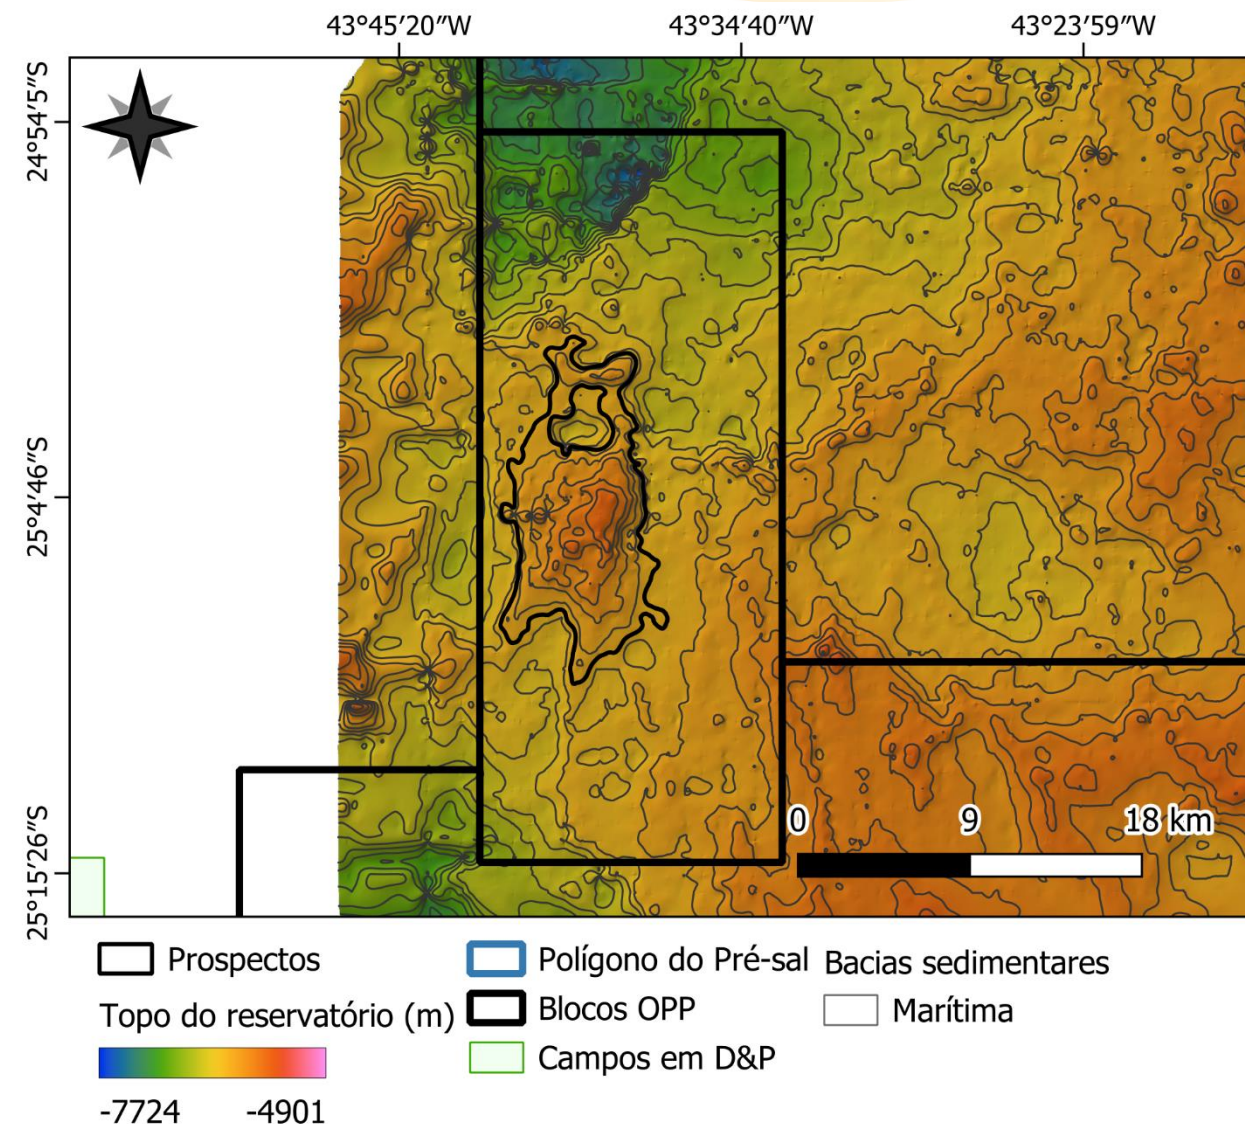 43°45′20″W 43°34′40″W 43°23′59″W
24°54′5″S
25°4′46″S
25°15′26″S
0 9 18 km
Prospectos
Polígono do Pré-sal
Bacias sedimentares
Topo do reservatório (m)
Blocos OPP
Marítima
Campos em D&P
-7724 -4901